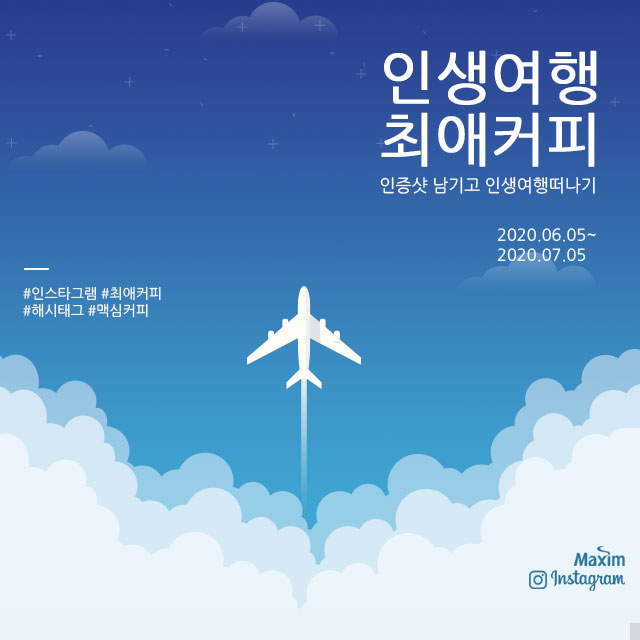 인생여행
최애커피
인증샷 남기고 인생여행떠나기
2020.06.05~
2020.07.05
#인스타그램 #최애커피
#해시태그 #맥심커피
Maxim
Instagram